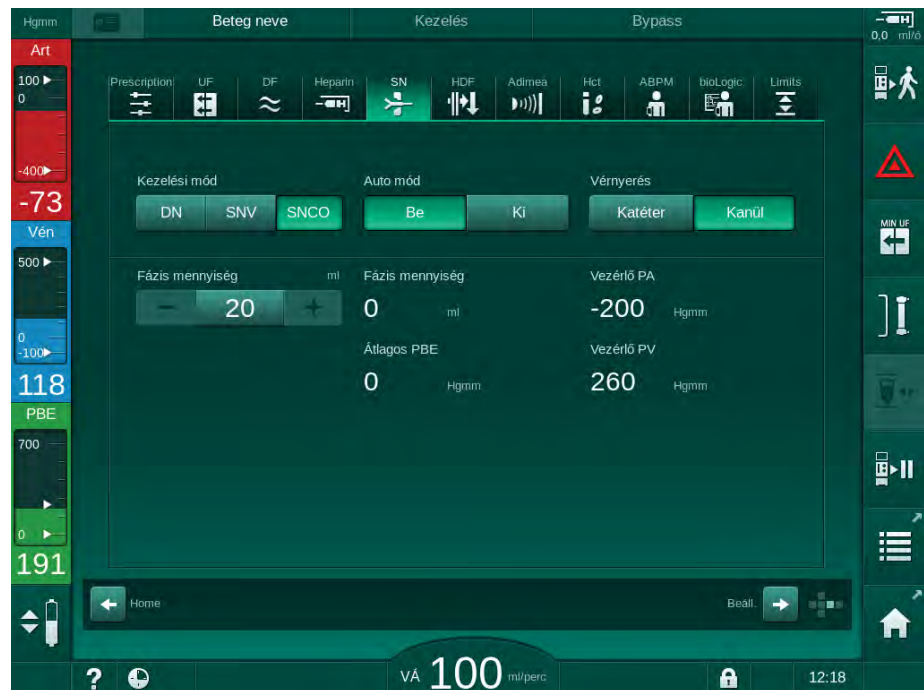 Hgmm
Beteg neve
Kezelés
Bypass
0,0 ml/ó
Art
100
0
-400
-73
Vén
500
0
-100
118
PBE
700
0
191
Prescription
UF
DF
Heparin
SN
HDF
Adimea
Hct
ABPM
bioLogic
Limits
Kezelési mód
Auto mód
Vérnyerés
DN SNV SNCO
Be Ki
Katéter Kanül
Fázis mennyiség ml
Fázis mennyiség
Vezérlő PA
20
0 ml
-200 Hgmm
Átlagos PBE
Vezérlő PV
0 Hgmm
260 Hgmm
MIN UF
Home
Beáll.
? VÁ 100 ml/perc
12:18